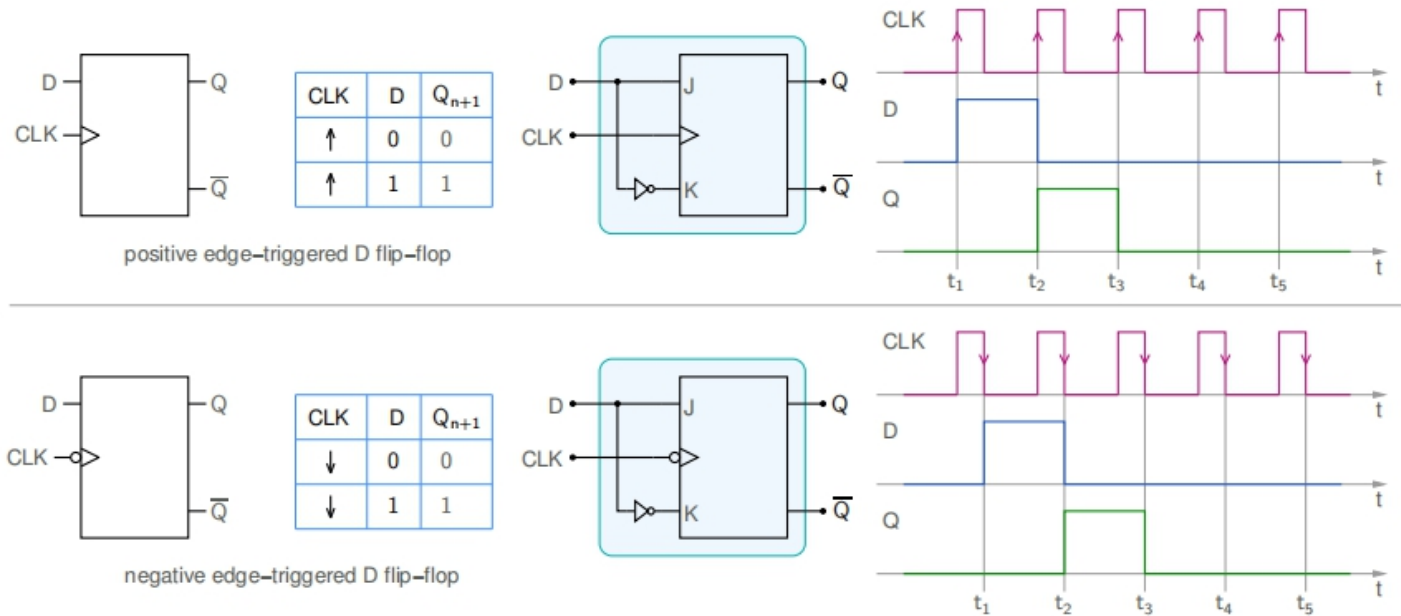 D
Q
CLK
Q̅
CLK D Qₙ₊₁
↑ 0 0
↑ 1 1
positive edge–triggered D flip–flop
D
J
Q
CLK
K
Q̅
CLK
t
D
t
Q
t
t₁ t₂ t₃ t₄ t₅
D
Q
CLK
Q̅
CLK D Qₙ₊₁
↓ 0 0
↓ 1 1
negative edge–triggered D flip–flop
D
J
Q
CLK
K
Q̅
CLK
t
D
t
Q
t
t₁ t₂ t₃ t₄ t₅